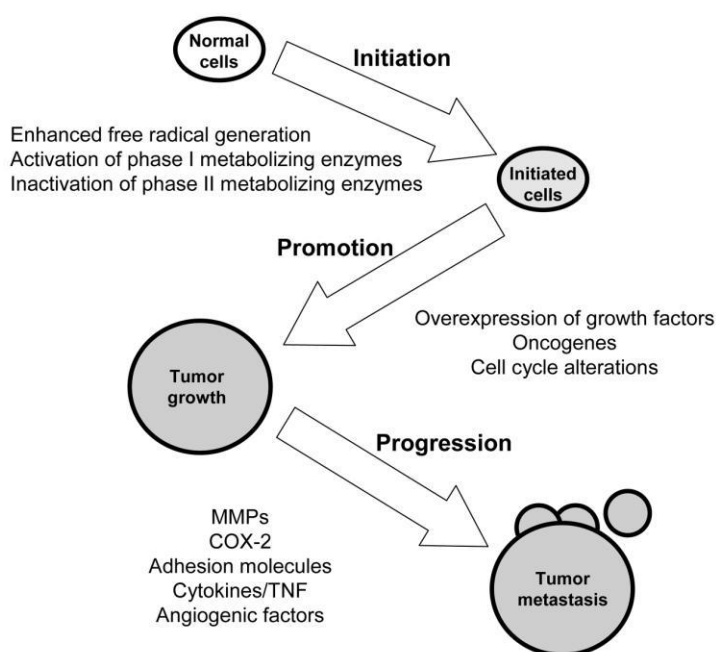 Normal
cells
Initiation
Enhanced free radical generation
Activation of phase I metabolizing enzymes
Inactivation of phase II metabolizing enzymes
Initiated
cells
Promotion
Overexpression of growth factors
Oncogenes
Cell cycle alterations
Tumor
growth
Progression
MMPs
COX-2
Adhesion molecules
Cytokines/TNF
Angiogenic factors
Tumor
metastasis